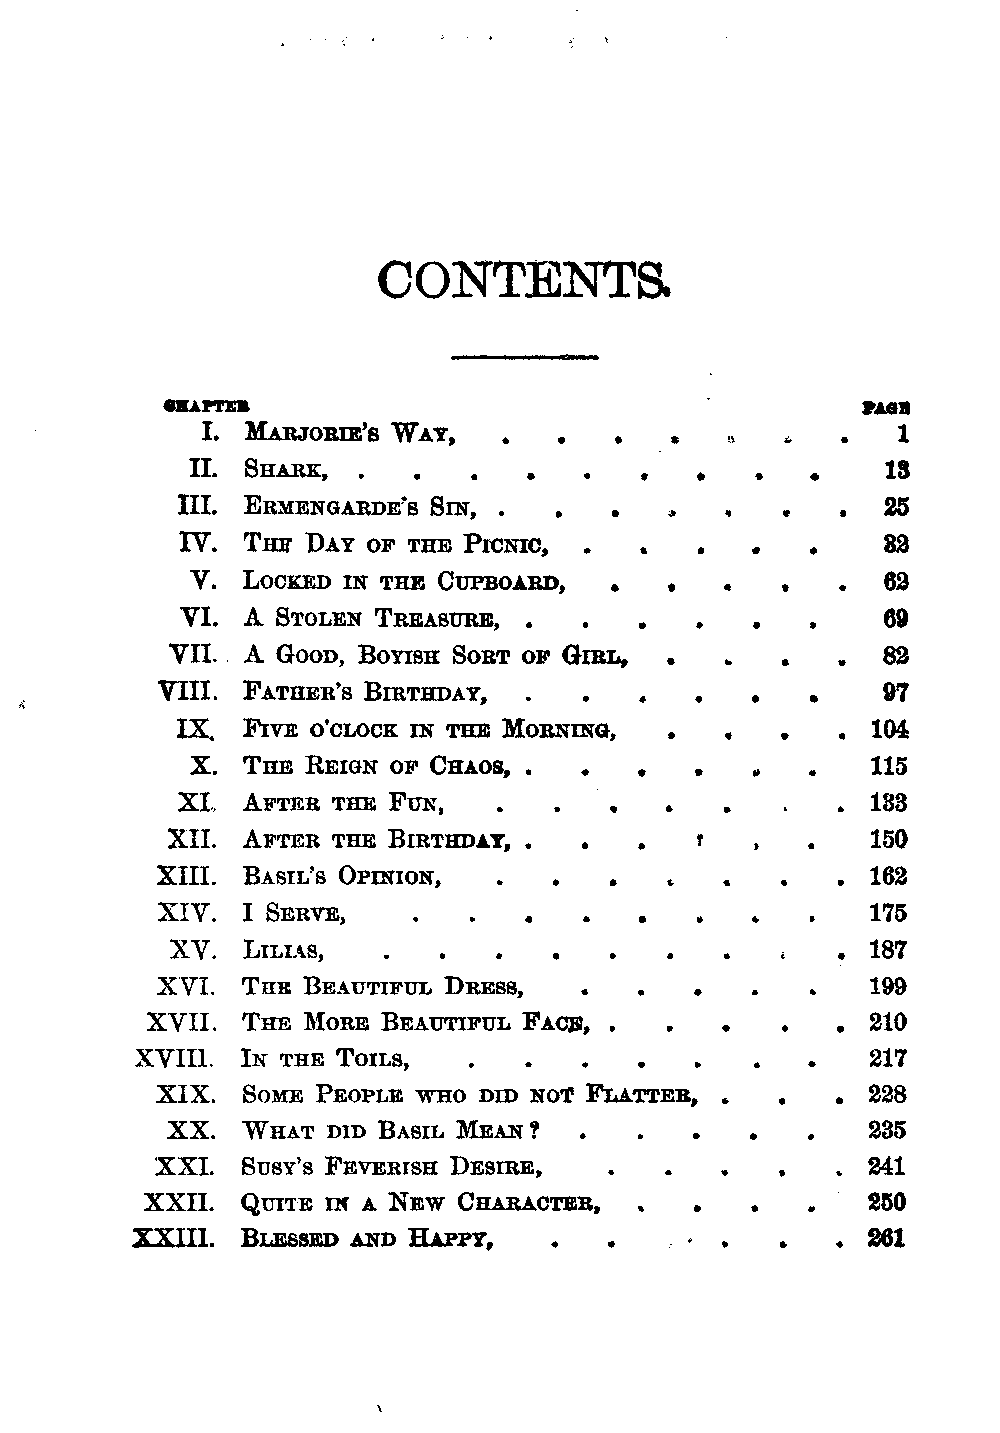 CONTENTS.
CHAPTER PAGE
I. MARJORIE'S WAY, . . . . . . . 1
II. SHARK, . . . . . . . . . 13
III. ERMENGARDE'S SIN, . . . . . . . 25
IV. THE DAY OF THE PICNIC, . . . . . 32
V. LOCKED IN THE CUPBOARD, . . . . . 62
VI. A STOLEN TREASURE, . . . . . . 69
VII. A GOOD, BOYISH SORT OF GIRL, . . . . 82
VIII. FATHER'S BIRTHDAY, . . . . . . 97
IX. FIVE O'CLOCK IN THE MORNING, . . . . 104
X. THE REIGN OF CHAOS, . . . . . . 115
XI. AFTER THE FUN, . . . . . . . 133
XII. AFTER THE BIRTHDAY, . . . . . . 150
XIII. BASIL'S OPINION, . . . . . . . 162
XIV. I SERVE, . . . . . . . . 175
XV. LILIAS, . . . . . . . . . 187
XVI. THE BEAUTIFUL DRESS, . . . . . 199
XVII. THE MORE BEAUTIFUL FACE, . . . . . 210
XVIII. IN THE TOILS, . . . . . . . 217
XIX. SOME PEOPLE WHO DID NOT FLATTER, . . . 228
XX. WHAT DID BASIL MEAN? . . . . . 235
XXI. SUSY'S FEVERISH DESIRE, . . . . . 241
XXII. QUITE IN A NEW CHARACTER, . . . . 250
XXIII. BLESSED AND HAPPY, . . . . . . 261